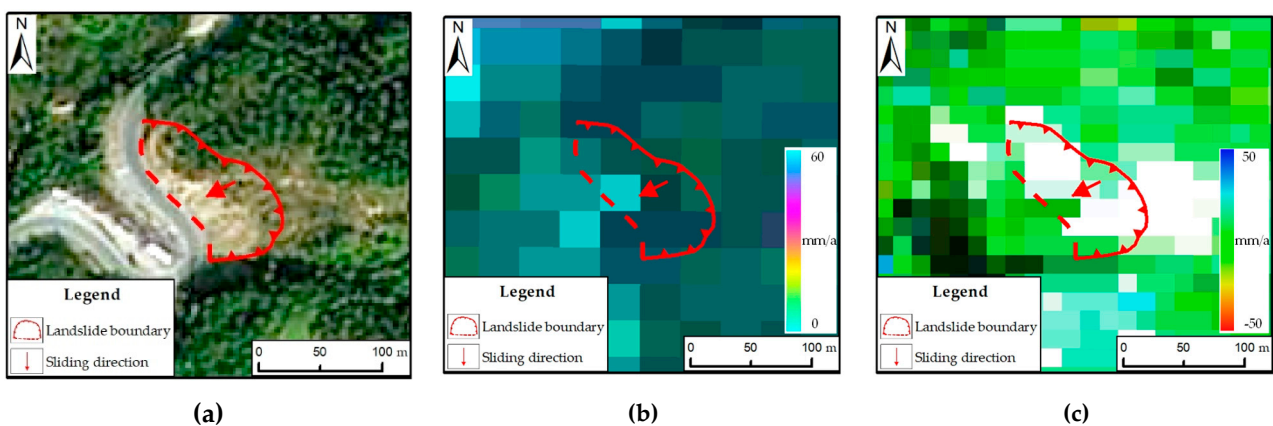 N
Legend
Landslide boundary
Sliding direction
0 50 100 m
(a)
N
60
mm/a
0
Legend
Landslide boundary
Sliding direction
0 50 100 m
(b)
N
50
mm/a
-50
Legend
Landslide boundary
Sliding direction
0 50 100 m
(c)